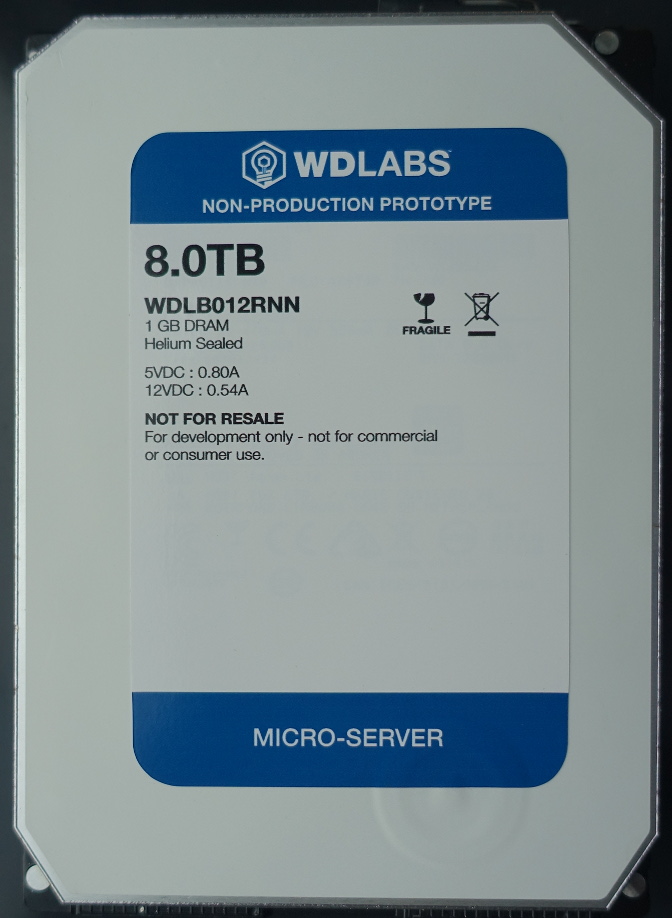 WDLABS™
NON-PRODUCTION PROTOTYPE
8.0TB
WDLB012RNN
1 GB DRAM
Helium Sealed
FRAGILE
5VDC : 0.80A
12VDC : 0.54A
NOT FOR RESALE
For development only - not for commercial
or consumer use.
MICRO-SERVER